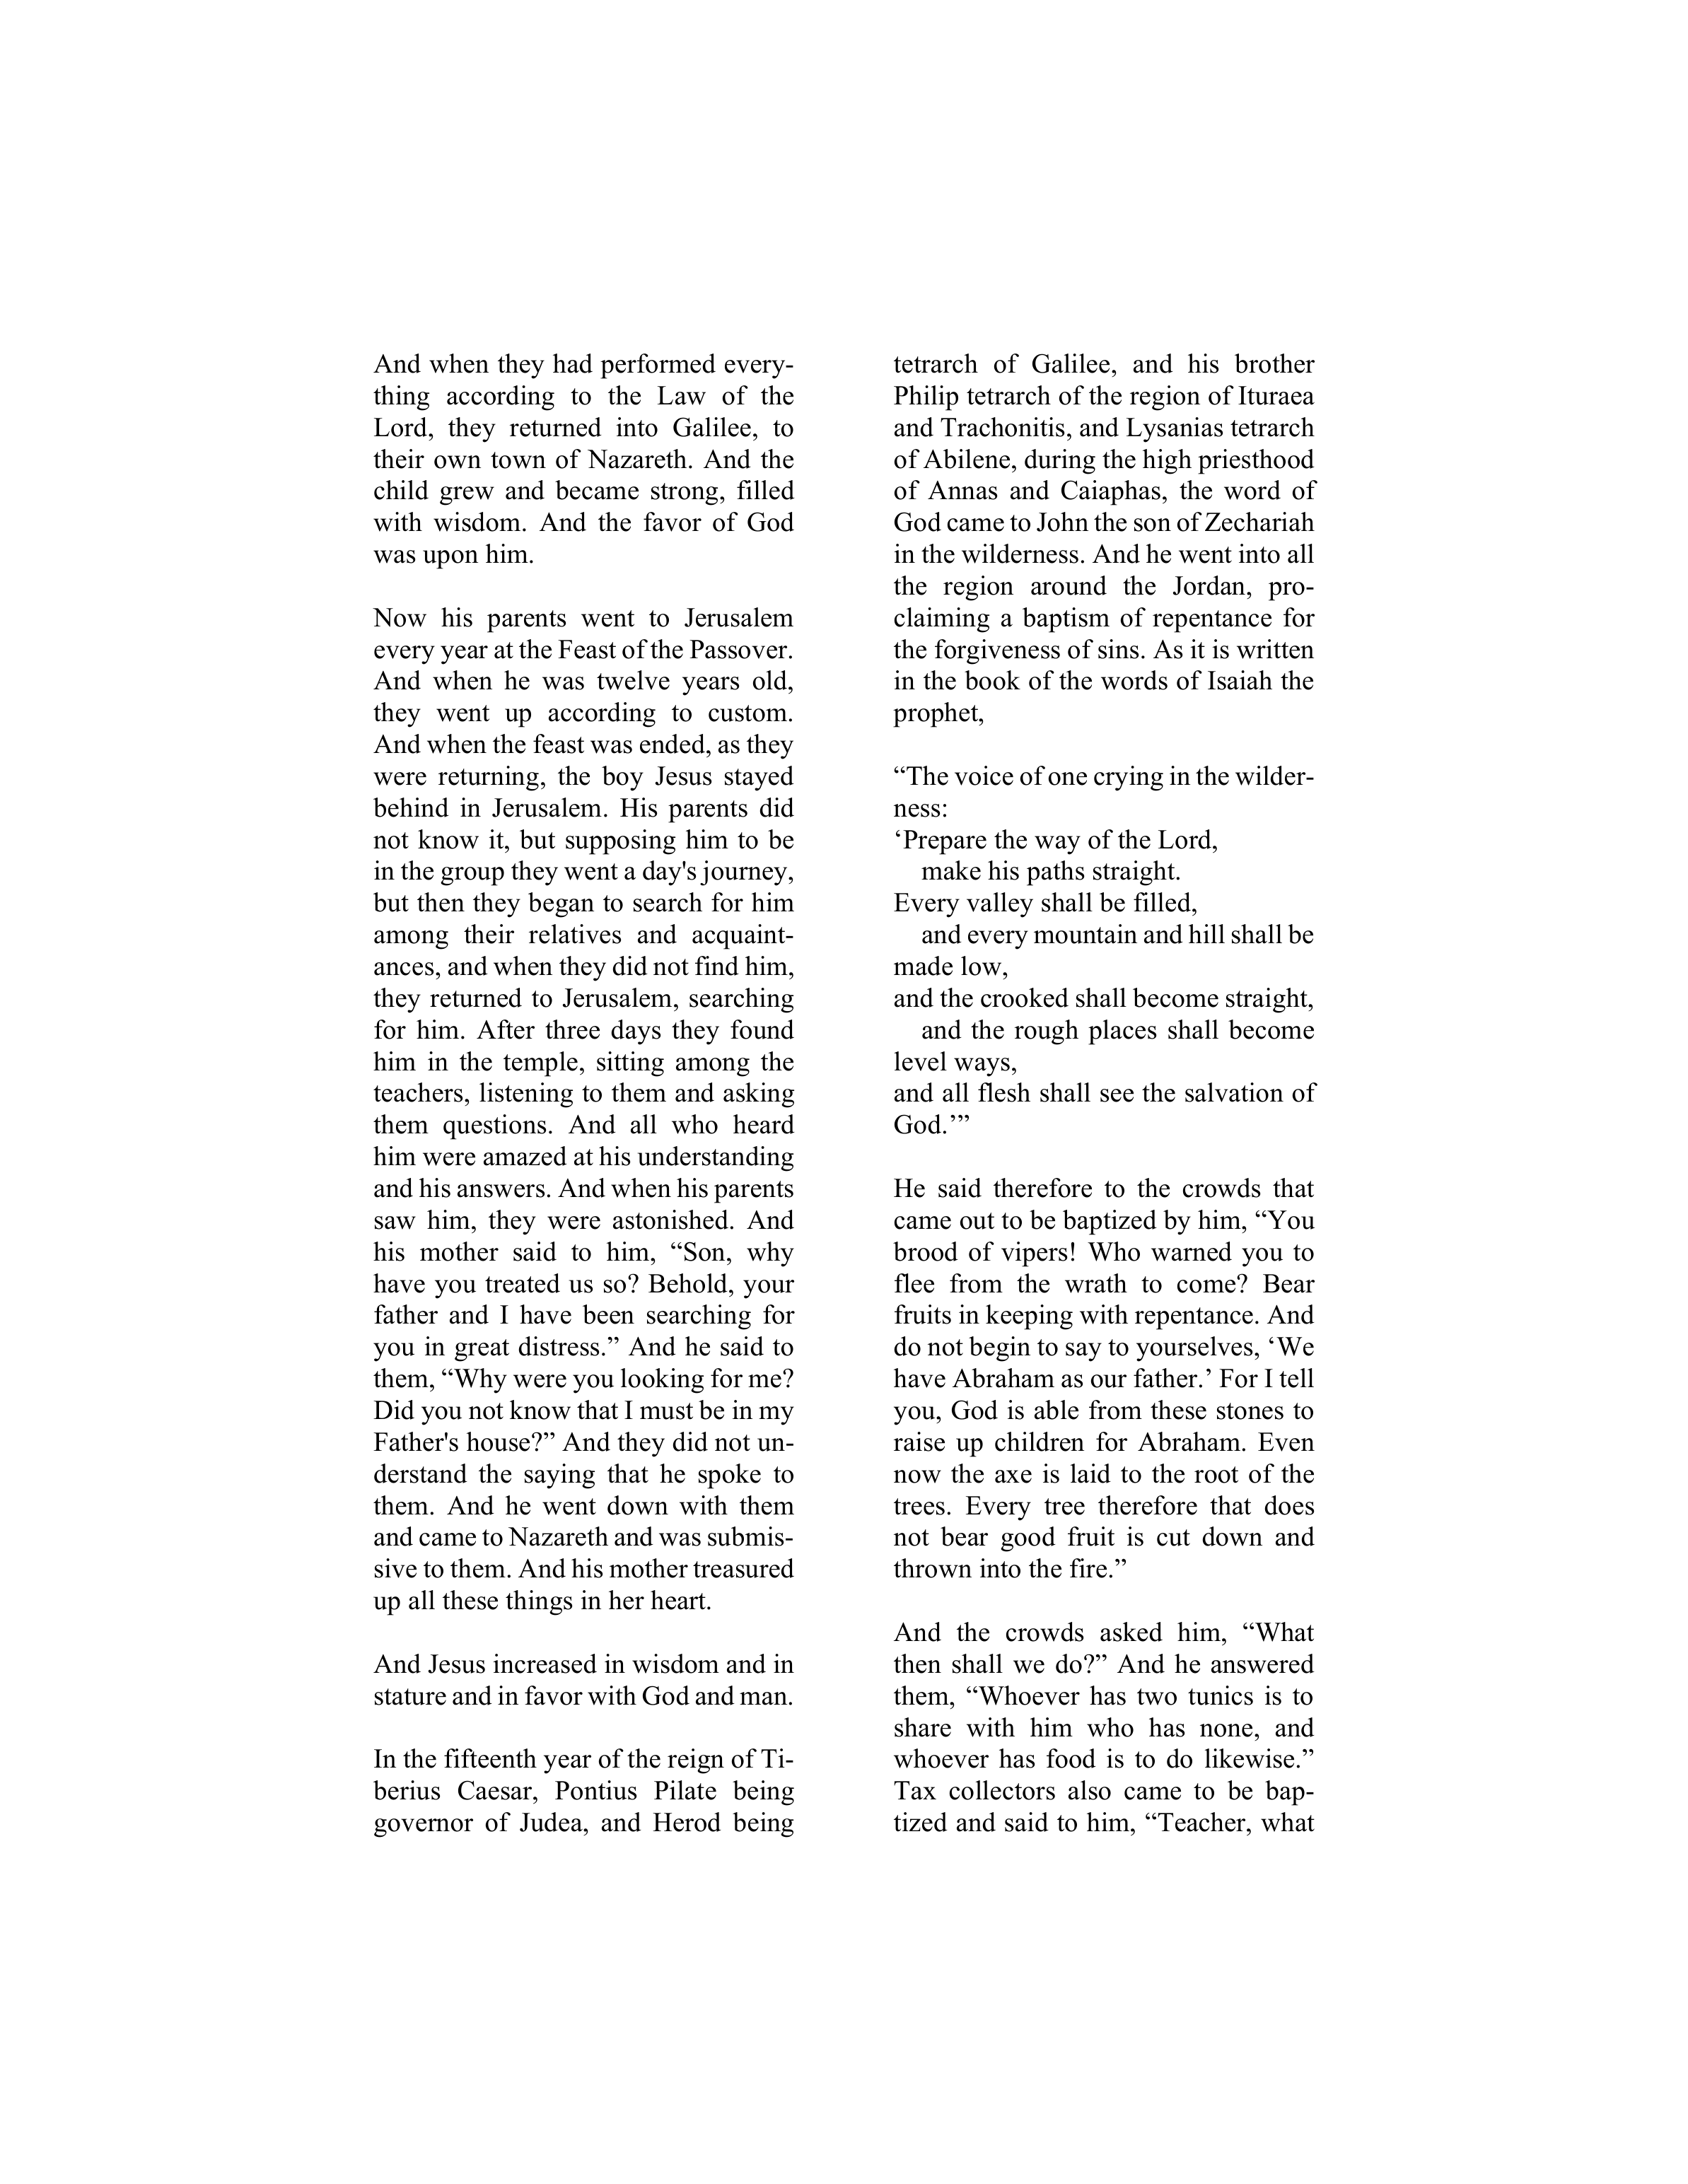 And when they had performed every-
thing according to the Law of the
Lord, they returned into Galilee, to
their own town of Nazareth. And the
child grew and became strong, filled
with wisdom. And the favor of God
was upon him.

Now his parents went to Jerusalem
every year at the Feast of the Passover.
And when he was twelve years old,
they went up according to custom.
And when the feast was ended, as they
were returning, the boy Jesus stayed
behind in Jerusalem. His parents did
not know it, but supposing him to be
in the group they went a day's journey,
but then they began to search for him
among their relatives and acquaint-
ances, and when they did not find him,
they returned to Jerusalem, searching
for him. After three days they found
him in the temple, sitting among the
teachers, listening to them and asking
them questions. And all who heard
him were amazed at his understanding
and his answers. And when his parents
saw him, they were astonished. And
his mother said to him, “Son, why
have you treated us so? Behold, your
father and I have been searching for
you in great distress.” And he said to
them, “Why were you looking for me?
Did you not know that I must be in my
Father's house?” And they did not un-
derstand the saying that he spoke to
them. And he went down with them
and came to Nazareth and was submis-
sive to them. And his mother treasured
up all these things in her heart.

And Jesus increased in wisdom and in
stature and in favor with God and man.

In the fifteenth year of the reign of Ti-
berius Caesar, Pontius Pilate being
governor of Judea, and Herod being
tetrarch of Galilee, and his brother
Philip tetrarch of the region of Ituraea
and Trachonitis, and Lysanias tetrarch
of Abilene, during the high priesthood
of Annas and Caiaphas, the word of
God came to John the son of Zechariah
in the wilderness. And he went into all
the region around the Jordan, pro-
claiming a baptism of repentance for
the forgiveness of sins. As it is written
in the book of the words of Isaiah the
prophet,

“The voice of one crying in the wilder-
ness:
‘Prepare the way of the Lord,
make his paths straight.
Every valley shall be filled,
and every mountain and hill shall be
made low,
and the crooked shall become straight,
and the rough places shall become
level ways,
and all flesh shall see the salvation of
God.’”

He said therefore to the crowds that
came out to be baptized by him, “You
brood of vipers! Who warned you to
flee from the wrath to come? Bear
fruits in keeping with repentance. And
do not begin to say to yourselves, ‘We
have Abraham as our father.’ For I tell
you, God is able from these stones to
raise up children for Abraham. Even
now the axe is laid to the root of the
trees. Every tree therefore that does
not bear good fruit is cut down and
thrown into the fire.”

And the crowds asked him, “What
then shall we do?” And he answered
them, “Whoever has two tunics is to
share with him who has none, and
whoever has food is to do likewise.”
Tax collectors also came to be bap-
tized and said to him, “Teacher, what